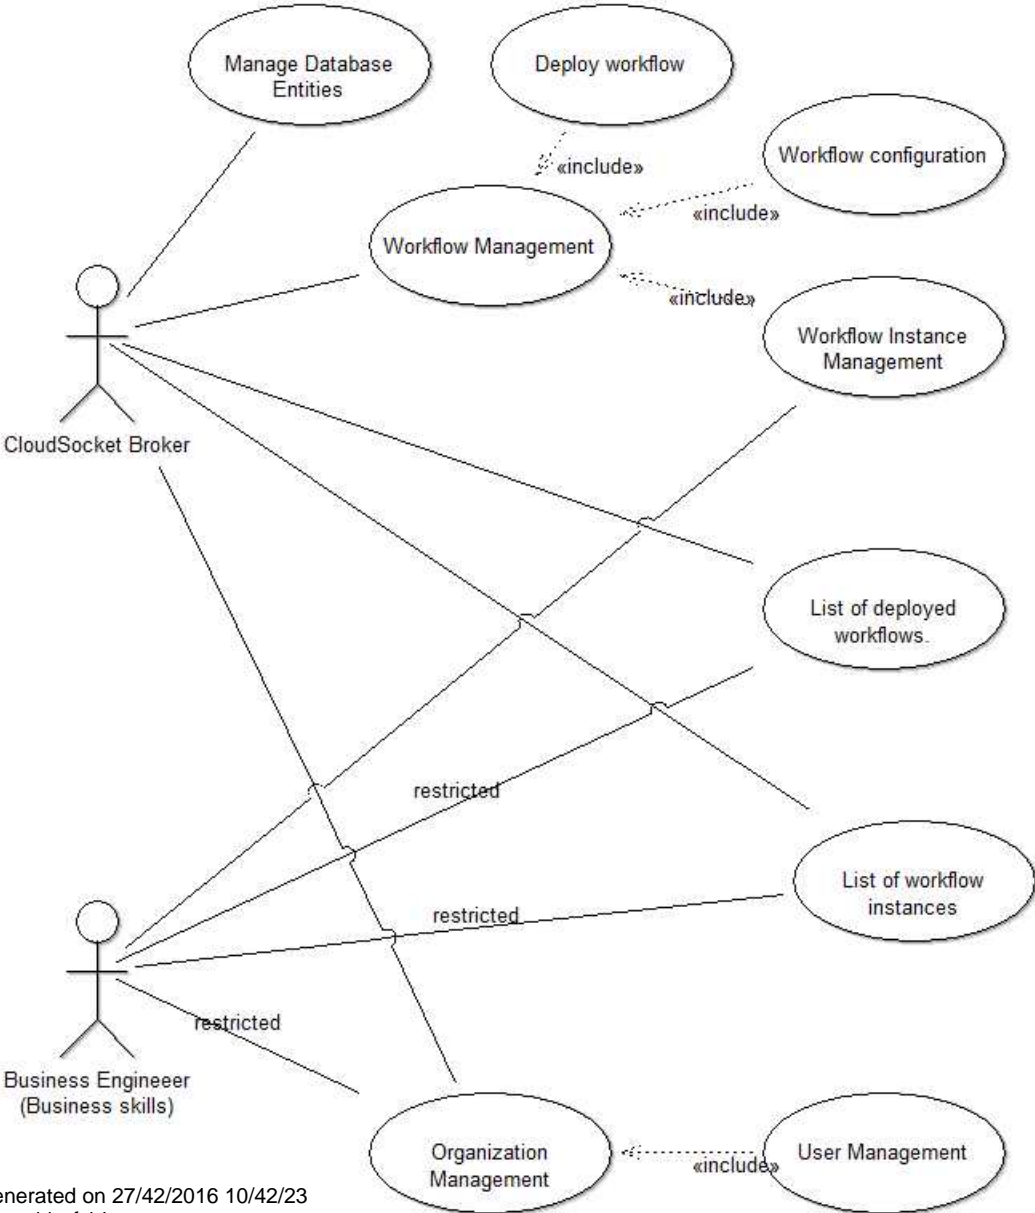 Manage Database
Entities
Deploy workflow
«include»
Workflow configuration
«include»
Workflow Management
«include»
Workflow Instance
Management
CloudSocket Broker
List of deployed
workflows.
restricted
List of workflow
instances
restricted
restricted
Business Engineeer
(Business skills)
Organization
Management
«include»
User Management
enerated on 27/42/2016 10/42/23